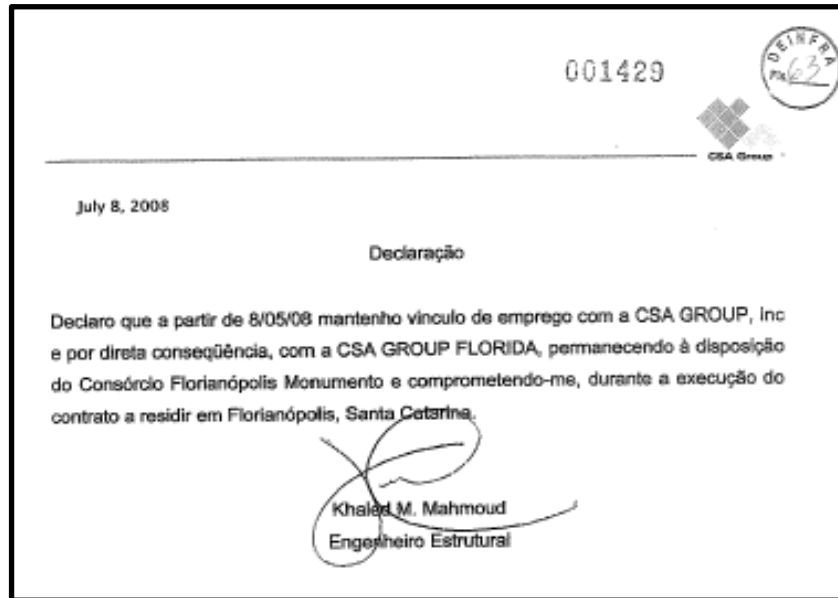 001429
DEINFRA
Fls. 63
CSA Group
July 8, 2008
Declaração
Declaro que a partir de 8/05/08 mantenho vinculo de emprego com a CSA GROUP, inc
e por direta conseqüência, com a CSA GROUP FLORIDA, permanecendo à disposição
do Consórcio Florianópolis Monumento e comprometendo-me, durante a execução do
contrato a residir em Florianópolis, Santa Catarina.
Khaled M. Mahmoud
Engenheiro Estrutural